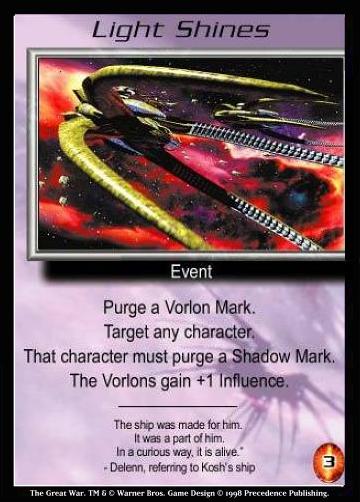 Light Shines
Event
Purge a Vorlon Mark.
Target any character.
That character must purge a Shadow Mark.
The Vorlons gain +1 Influence.
The ship was made for him.
It was a part of him.
In a curious way, it is alive."
- Delenn, referring to Kosh's ship
3
The Great War. TM & © Warner Bros. Game Design © 1998 Precedence Publishing.